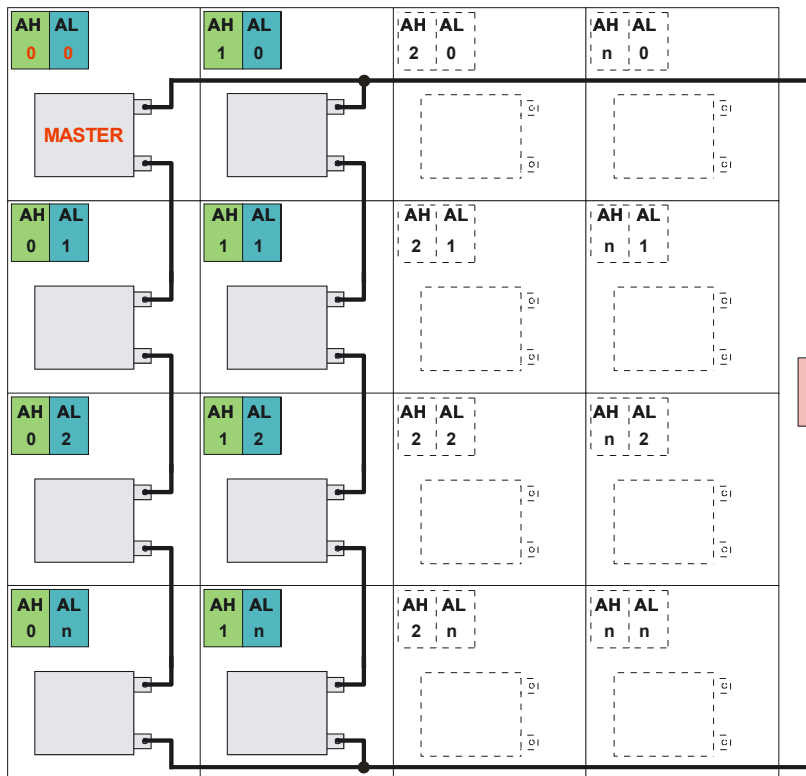 AH AL AH AL AH AL AH AL
0 0 1 0 2 0 n 0
MASTER
AH AL AH AL AH AL AH AL
0 1 1 1 2 1 n 1
AH AL AH AL AH AL AH AL
0 2 1 2 2 2 n 2
AH AL AH AL AH AL AH AL
0 n 1 n 2 n n n